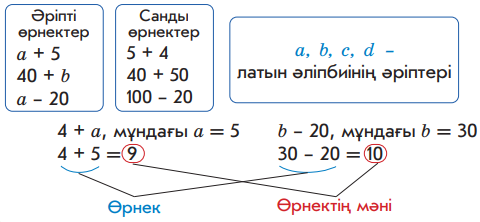 Әріпті
өрнектер
a + 5
40 + b
a – 20
Санды
өрнектер
5 + 4
40 + 50
100 – 20
a, b, c, d –
латын әліпбиінің әріптері
4 + a, мұндағы a = 5
4 + 5 = 9
b – 20, мұндағы b = 30
30 – 20 = 10
Өрнек
Өрнектің мәні